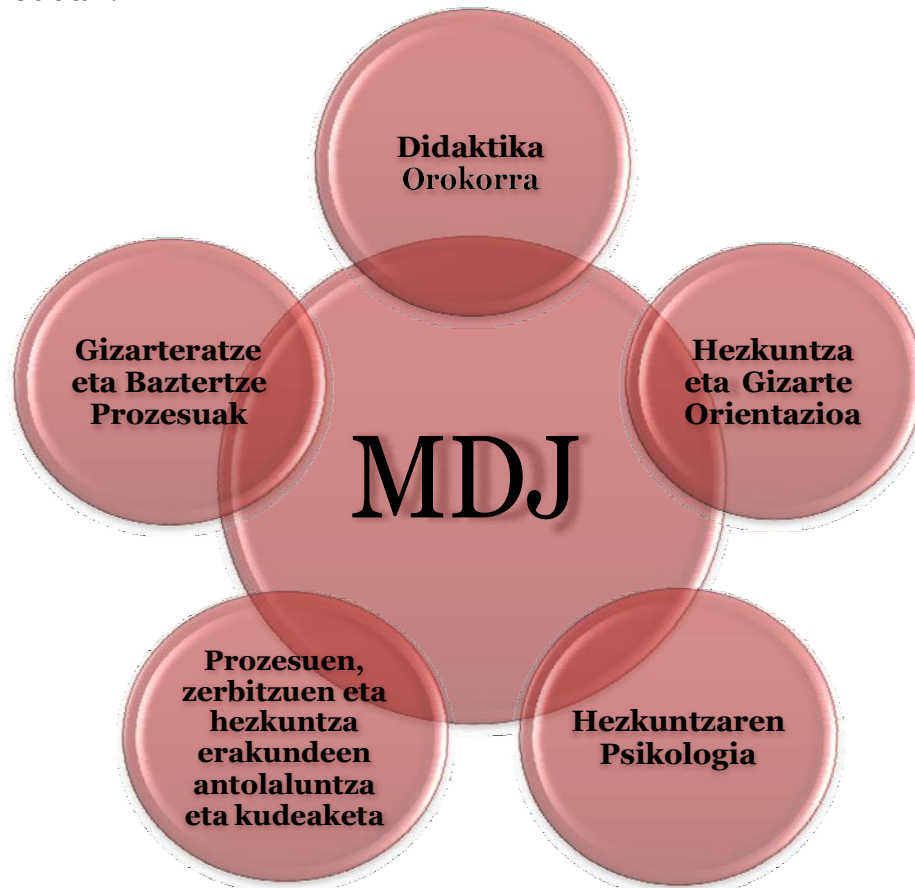 Didaktika
Orokorra
Gizarteratze
eta Baztertze
Prozesuak
Hezkuntza
eta Gizarte
Orientazioa
MDJ
Prozesuen,
zerbitzuen eta
hezkuntza
erakundeen
antolaluntza
eta kudeaketa
Hezkuntzaren
Psikologia